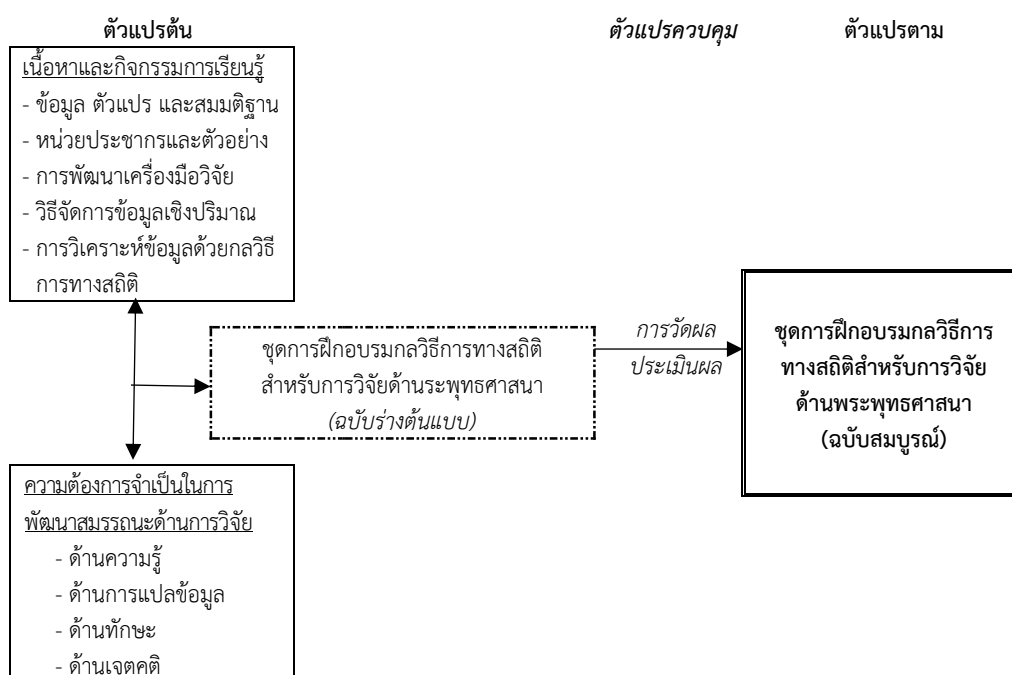 ตัวแปรต้น
ตัวแปรควบคุม
ตัวแปรตาม
เนื้อหาและกิจกรรมการเรียนรู้
- ข้อมูล ตัวแปร และสมมติฐาน
- หน่วยประชากรและตัวอย่าง
- การพัฒนาเครื่องมือวิจัย
- วิธีจัดการข้อมูลเชิงปริมาณ
- การวิเคราะห์ข้อมูลด้วยกลวิธี
การทางสถิติ
ชุดการฝึกอบรมกลวิธีการทางสถิติ
สำหรับการวิจัยด้านระพุทธศาสนา
(ฉบับร่างต้นแบบ)
การวัดผล
ประเมินผล
ชุดการฝึกอบรมกลวิธีการ
ทางสถิติสำหรับการวิจัย
ด้านพระพุทธศาสนา
(ฉบับสมบูรณ์)
ความต้องการจำเป็นในการ
พัฒนาสมรรถนะด้านการวิจัย
- ด้านความรู้
- ด้านการแปลข้อมูล
- ด้านทักษะ
- ด้านเจตคติ